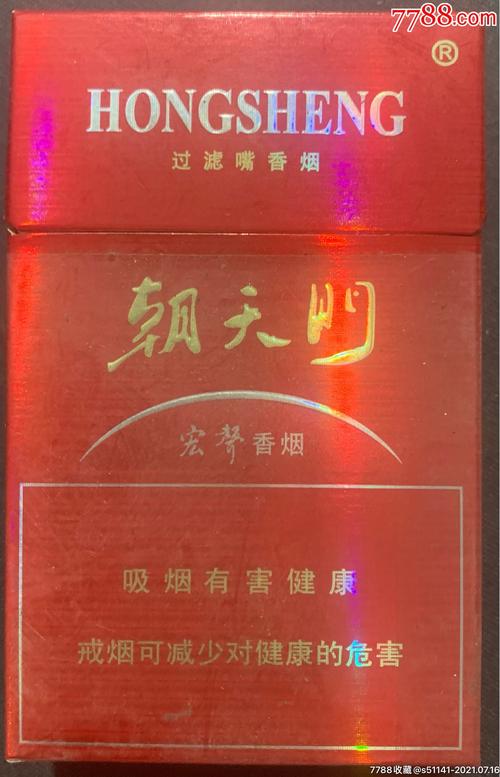 7788.com
®
HONGSHENG
过滤嘴香烟
朝天門
宏聲香烟
吸烟有害健康
戒烟可减少对健康的危害
7788收藏@s51141-2021.07.16